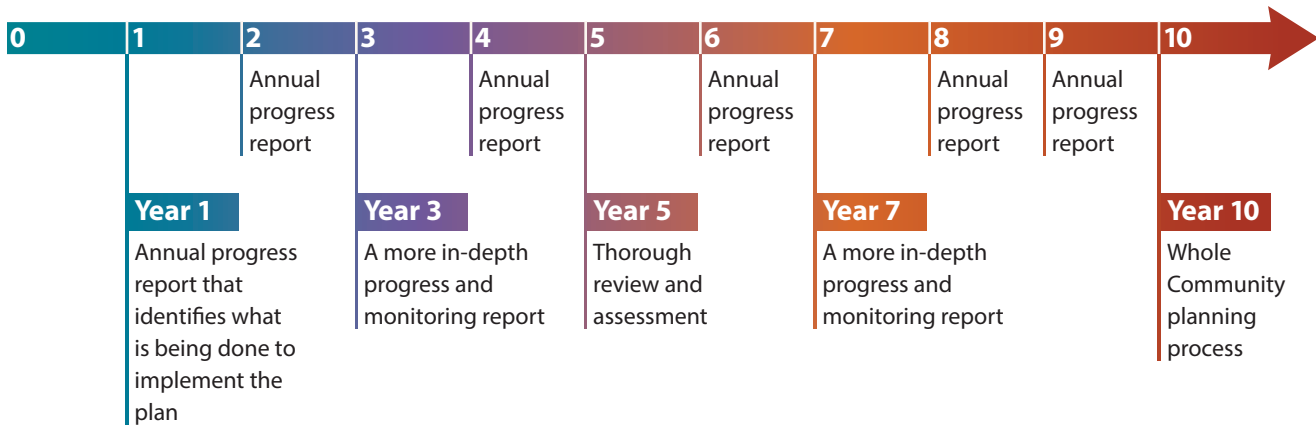 0 1 2 3 4 5 6 7 8 9 10
Annual
progress
report
Annual
progress
report
Annual
progress
report
Annual
progress
report
Annual
progress
report
Year 1
Annual progress
report that
identifies what
is being done to
implement the
plan
Year 3
A more in-depth
progress and
monitoring report
Year 5
Thorough
review and
assessment
Year 7
A more in-depth
progress and
monitoring report
Year 10
Whole
Community
planning
process